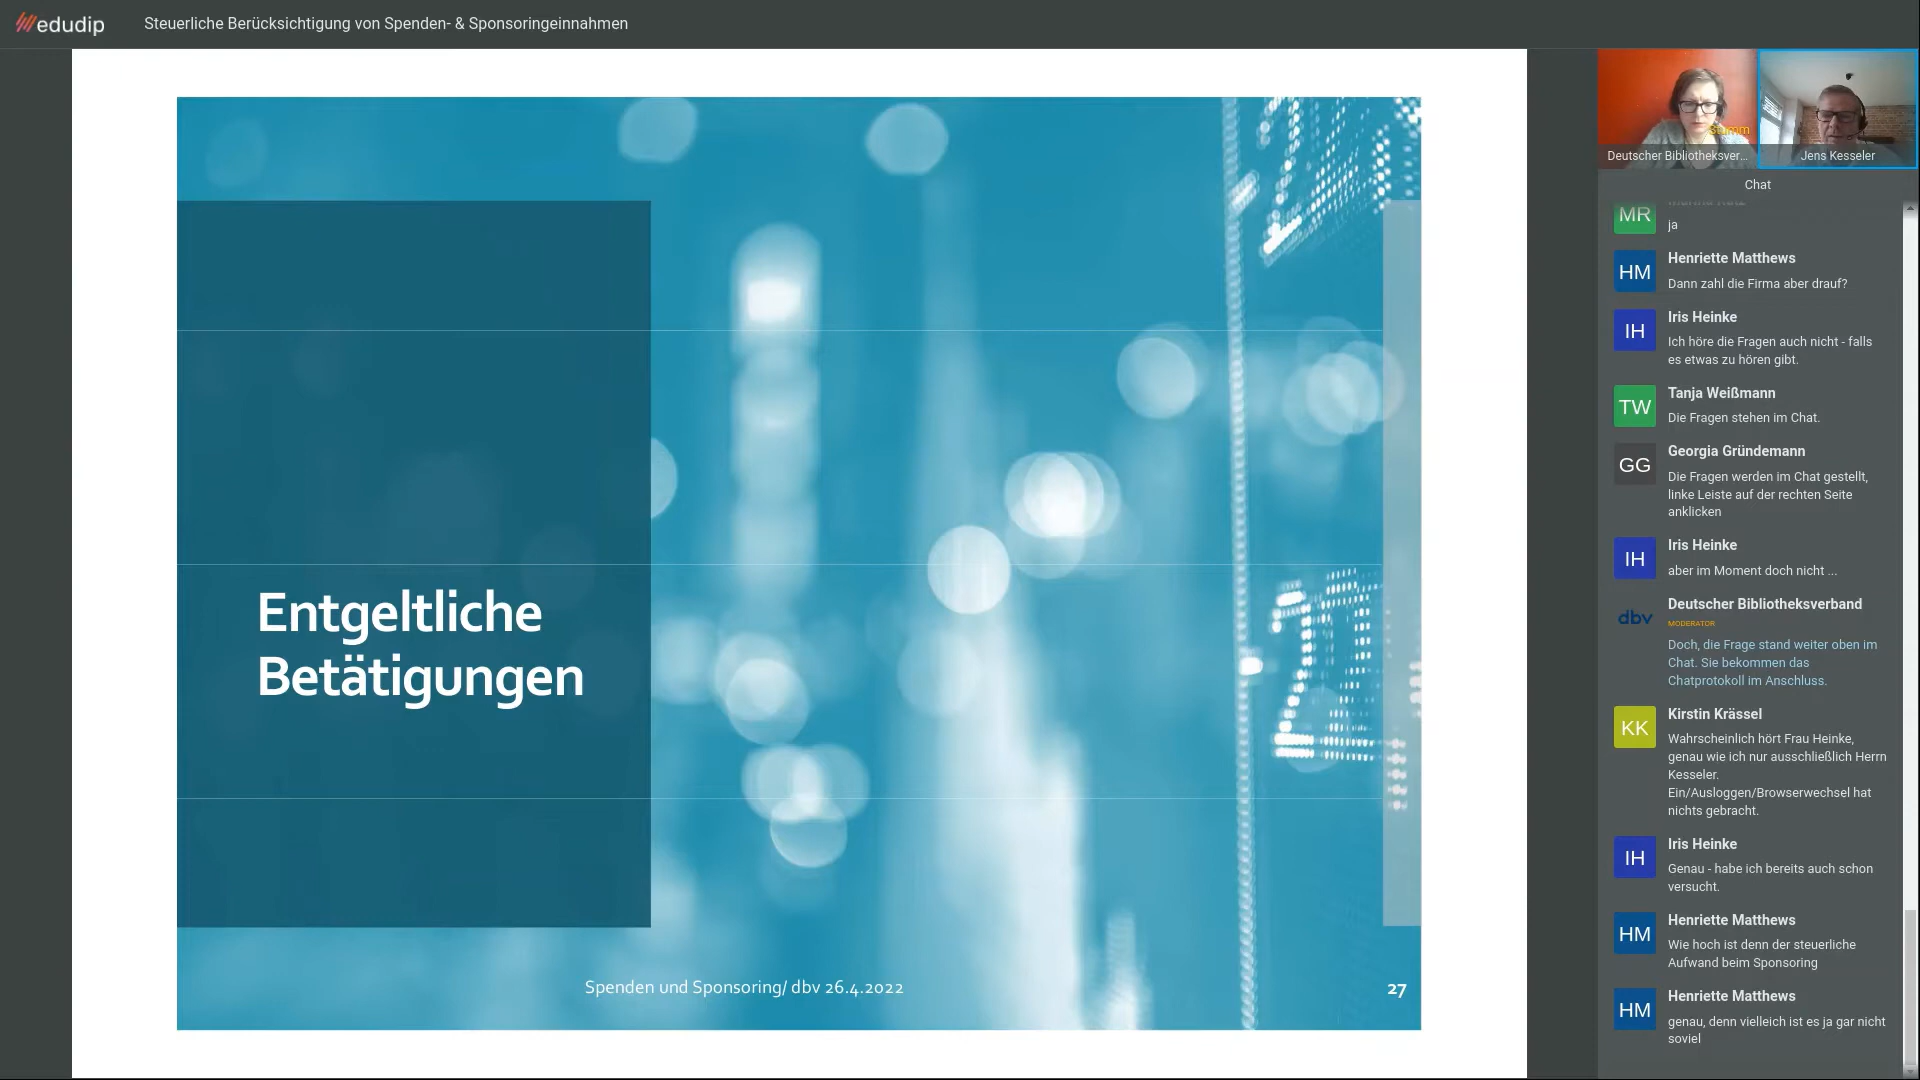 edudip
Steuerliche Berücksichtigung von Spenden- & Sponsoringeinnahmen
Entgeltliche
Betätigungen
Spenden und Sponsoring/ dbv 26.4.2022
27
Stumm
Deutscher Bibliotheksver...
Jens Kesseler
Chat
MR
ja
HM
Henriette Matthews
Dann zahl die Firma aber drauf?
IH
Iris Heinke
Ich höre die Fragen auch nicht - falls
es etwas zu hören gibt.
TW
Tanja Weißmann
Die Fragen stehen im Chat.
GG
Georgia Gründemann
Die Fragen werden im Chat gestellt,
linke Leiste auf der rechten Seite
anklicken
IH
Iris Heinke
aber im Moment doch nicht ...
dbv
Deutscher Bibliotheksverband
MODERATOR
Doch, die Frage stand weiter oben im
Chat. Sie bekommen das
Chatprotokoll im Anschluss.
KK
Kirstin Krässel
Wahrscheinlich hört Frau Heinke,
genau wie ich nur ausschließlich Herrn
Kesseler.
Ein/Ausloggen/Browserwechsel hat
nichts gebracht.
IH
Iris Heinke
Genau - habe ich bereits auch schon
versucht.
HM
Henriette Matthews
Wie hoch ist denn der steuerliche
Aufwand beim Sponsoring
HM
Henriette Matthews
genau, denn vielleich ist es ja gar nicht
soviel